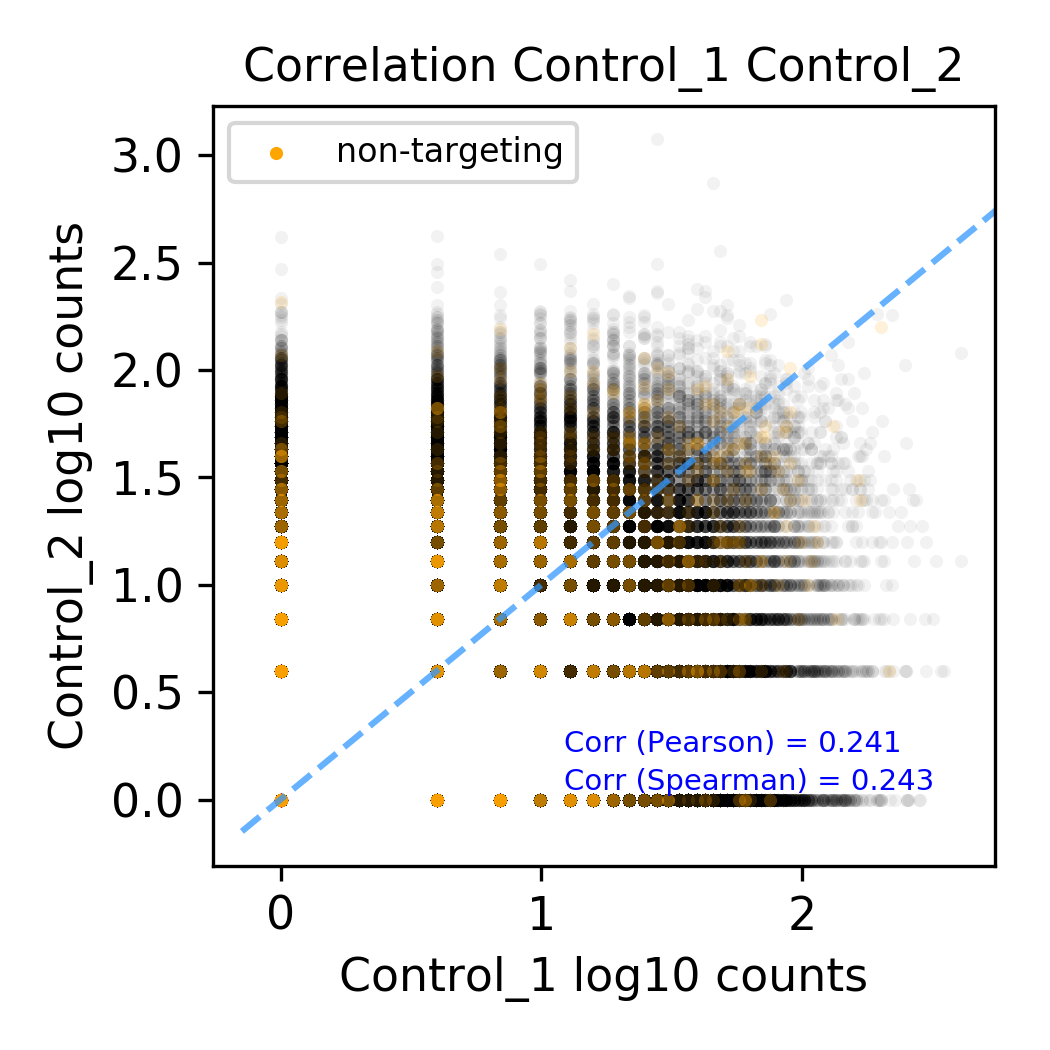 Correlation Control_1 Control_2
non-targeting
3.0
2.5
2.0
1.5
1.0
0.5
0.0
Control_2 log10 counts
Corr (Pearson) = 0.241
Corr (Spearman) = 0.243
0 1 2
Control_1 log10 counts